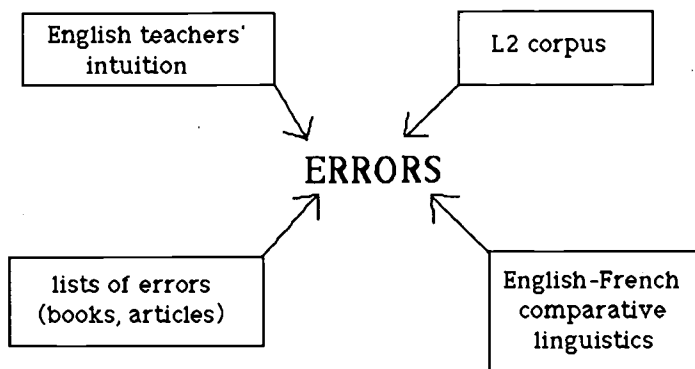 English teachers'
intuition
L2 corpus
ERRORS
lists of errors
(books, articles)
English-French
comparative
linguistics